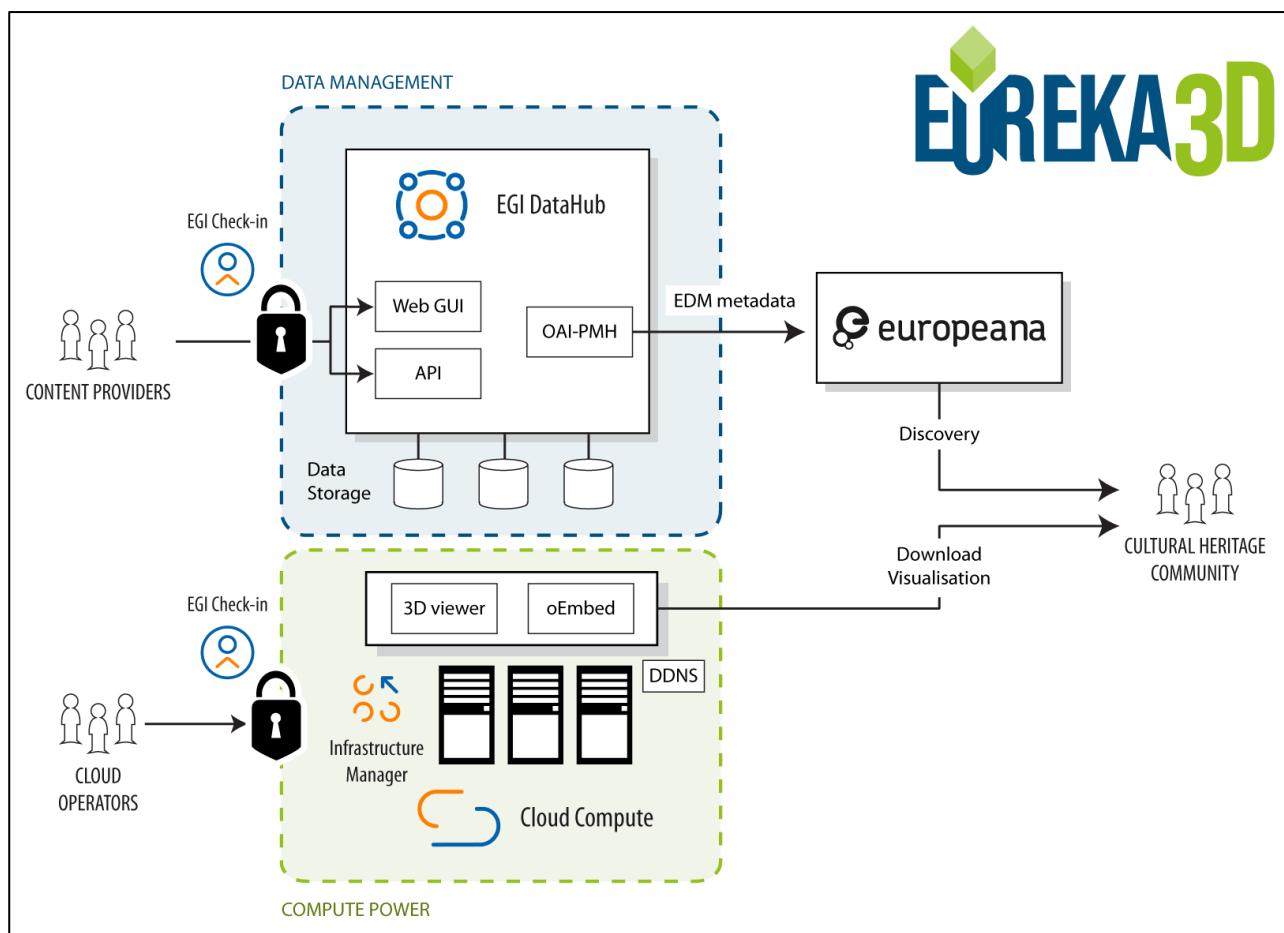 DATA MANAGEMENT
EUREKA3D
EGI DataHub
EGI Check-in
Web GUI
API
OAI-PMH
EDM metadata
europeana
CONTENT PROVIDERS
Data
Storage
Discovery
CULTURAL HERITAGE
COMMUNITY
Download
Visualisation
EGI Check-in
3D viewer
oEmbed
DDNS
Infrastructure
Manager
CLOUD
OPERATORS
Cloud Compute
COMPUTE POWER